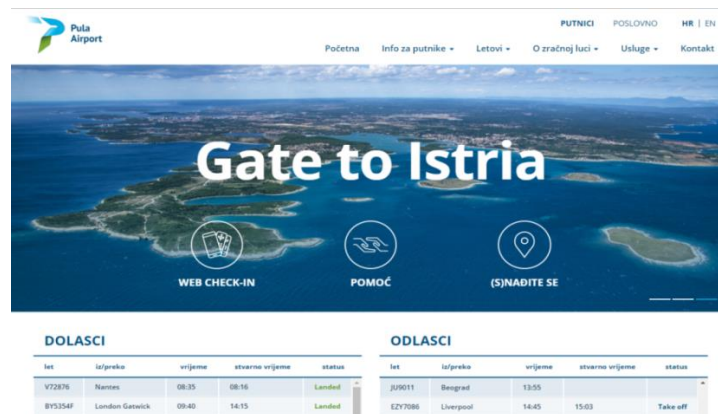 Pula
Airport
PUTNICI POSLOVNO HR | EN
Početna Info za putnike Letovi O zračnoj luci Usluge Kontakt
Gate to Istria
WEB CHECK-IN POMOĆ (S)NAĐITE SE
DOLASCI ODLASCI
let iz/preko vrijeme stvarno vrijeme status let iz/preko vrijeme stvarno vrijeme status
V72876 Nantes 08:35 08:16 Landed JU9011 Beograd 13:55
BY5354F London Gatwick 09:40 14:15 Landed EZY7086 Liverpool 14:45 15:03 Take off